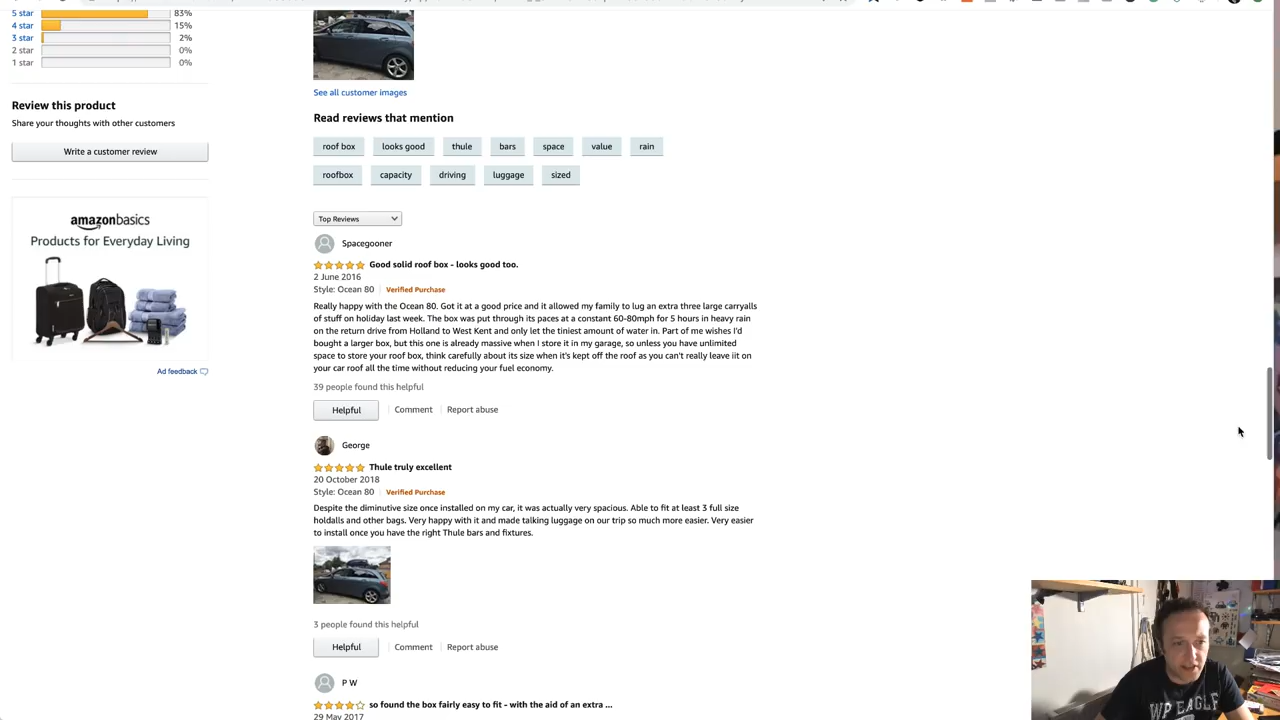 5 star 83%
4 star 15%
3 star 2%
2 star 0%
1 star 0%
Review this product
Share your thoughts with other customers
Write a customer review
amazonbasics
Products for Everyday Living
Ad feedback
See all customer images
Read reviews that mention
roof box looks good thule bars space value rain
roofbox capacity driving luggage sized
Top Reviews
Spacegooner
Good solid roof box - looks good too.
2 June 2016
Style: Ocean 80 | Verified Purchase
Really happy with the Ocean 80. Got it at a good price and it allowed my family to lug an extra three large carryalls
of stuff on holiday last week. The box was put through its paces at a constant 60-80mph for 5 hours in heavy rain
on the return drive from Holland to West Kent and only let the tiniest amount of water in. Part of me wishes I'd
bought a larger box, but this one is already massive when I store it in my garage, so unless you have unlimited
space to store your roof box, think carefully about its size when it's kept off the roof as you can't really leave iit on
your car roof all the time without reducing your fuel economy.
39 people found this helpful
Helpful | Comment | Report abuse
George
Thule truly excellent
20 October 2018
Style: Ocean 80 | Verified Purchase
Despite the diminutive size once installed on my car, it was actually very spacious. Able to fit at least 3 full size
holdalls and other bags. Very happy with it and made talking luggage on our trip so much more easier. Very easier
to install once you have the right Thule bars and fixtures.
3 people found this helpful
Helpful | Comment | Report abuse
P W
so found the box fairly easy to fit - with the aid of an extra ...
29 May 2017
WP EAGLE